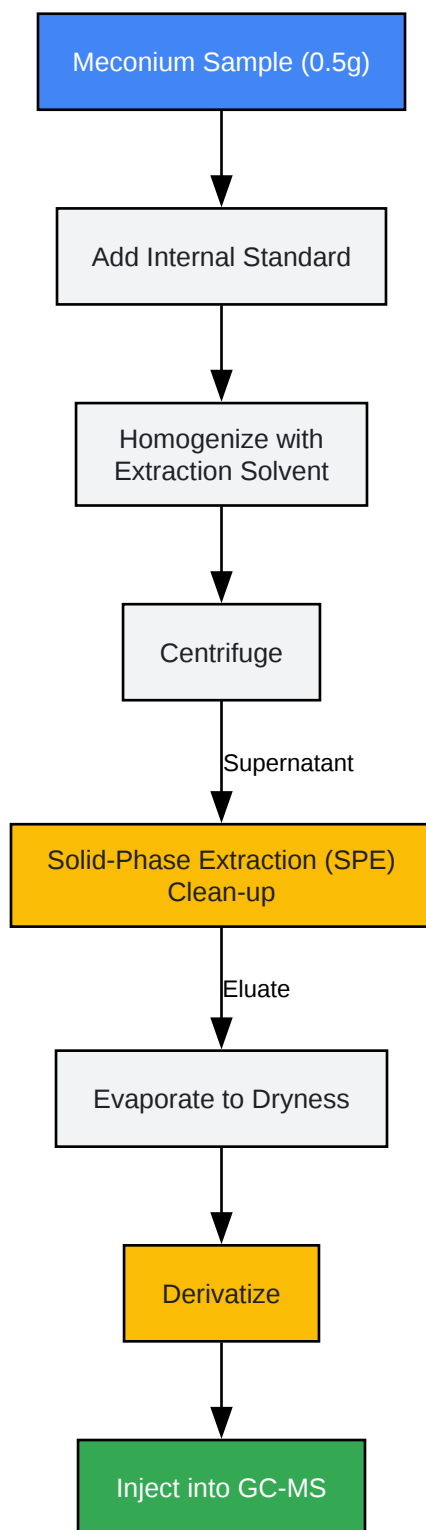 Meconium Sample (0.5g)
Add Internal Standard
Homogenize with
Extraction Solvent
Centrifuge
Supernatant
Solid-Phase Extraction (SPE)
Clean-up
Eluate
Evaporate to Dryness
Derivatize
Inject into GC-MS